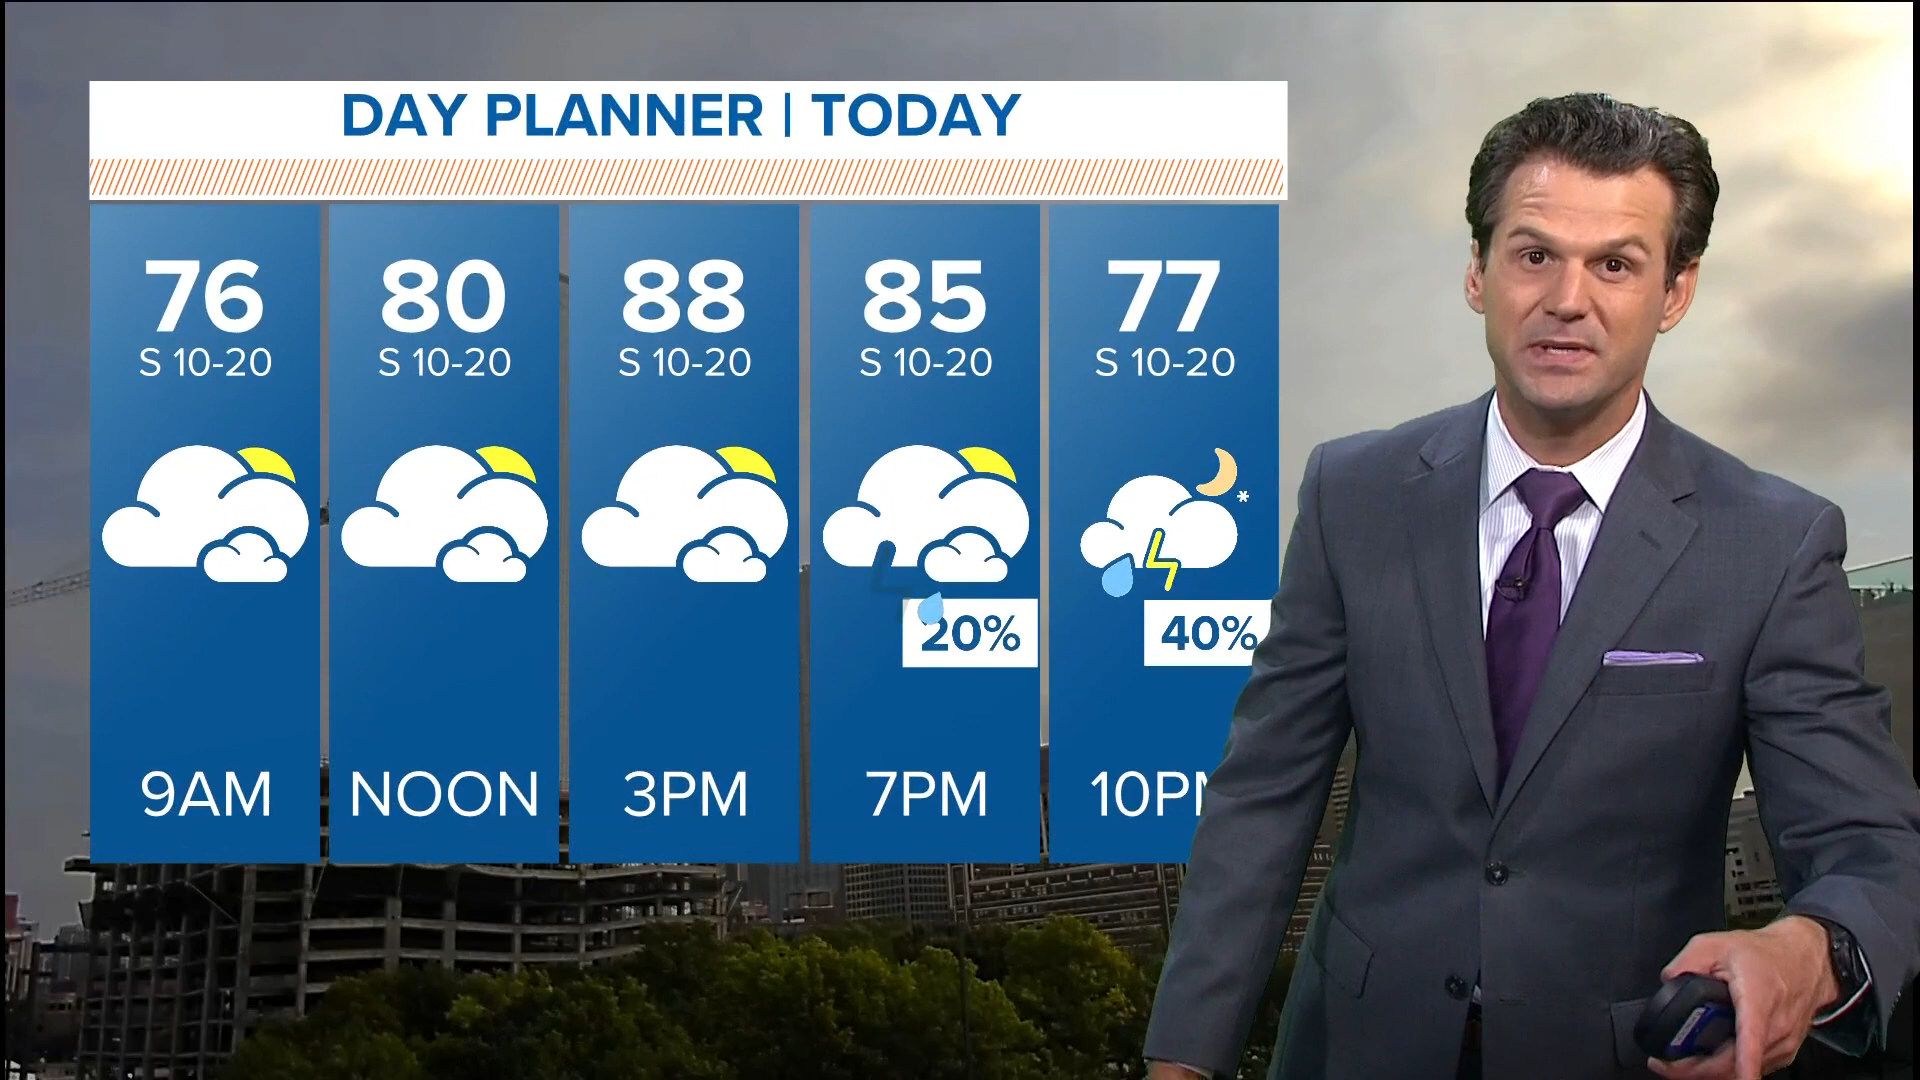 DAY PLANNER | TODAY
76 80 88 85 77
S 10-20 S 10-20 S 10-20 S 10-20 S 10-20
20% 40%
9AM NOON 3PM 7PM 10PM